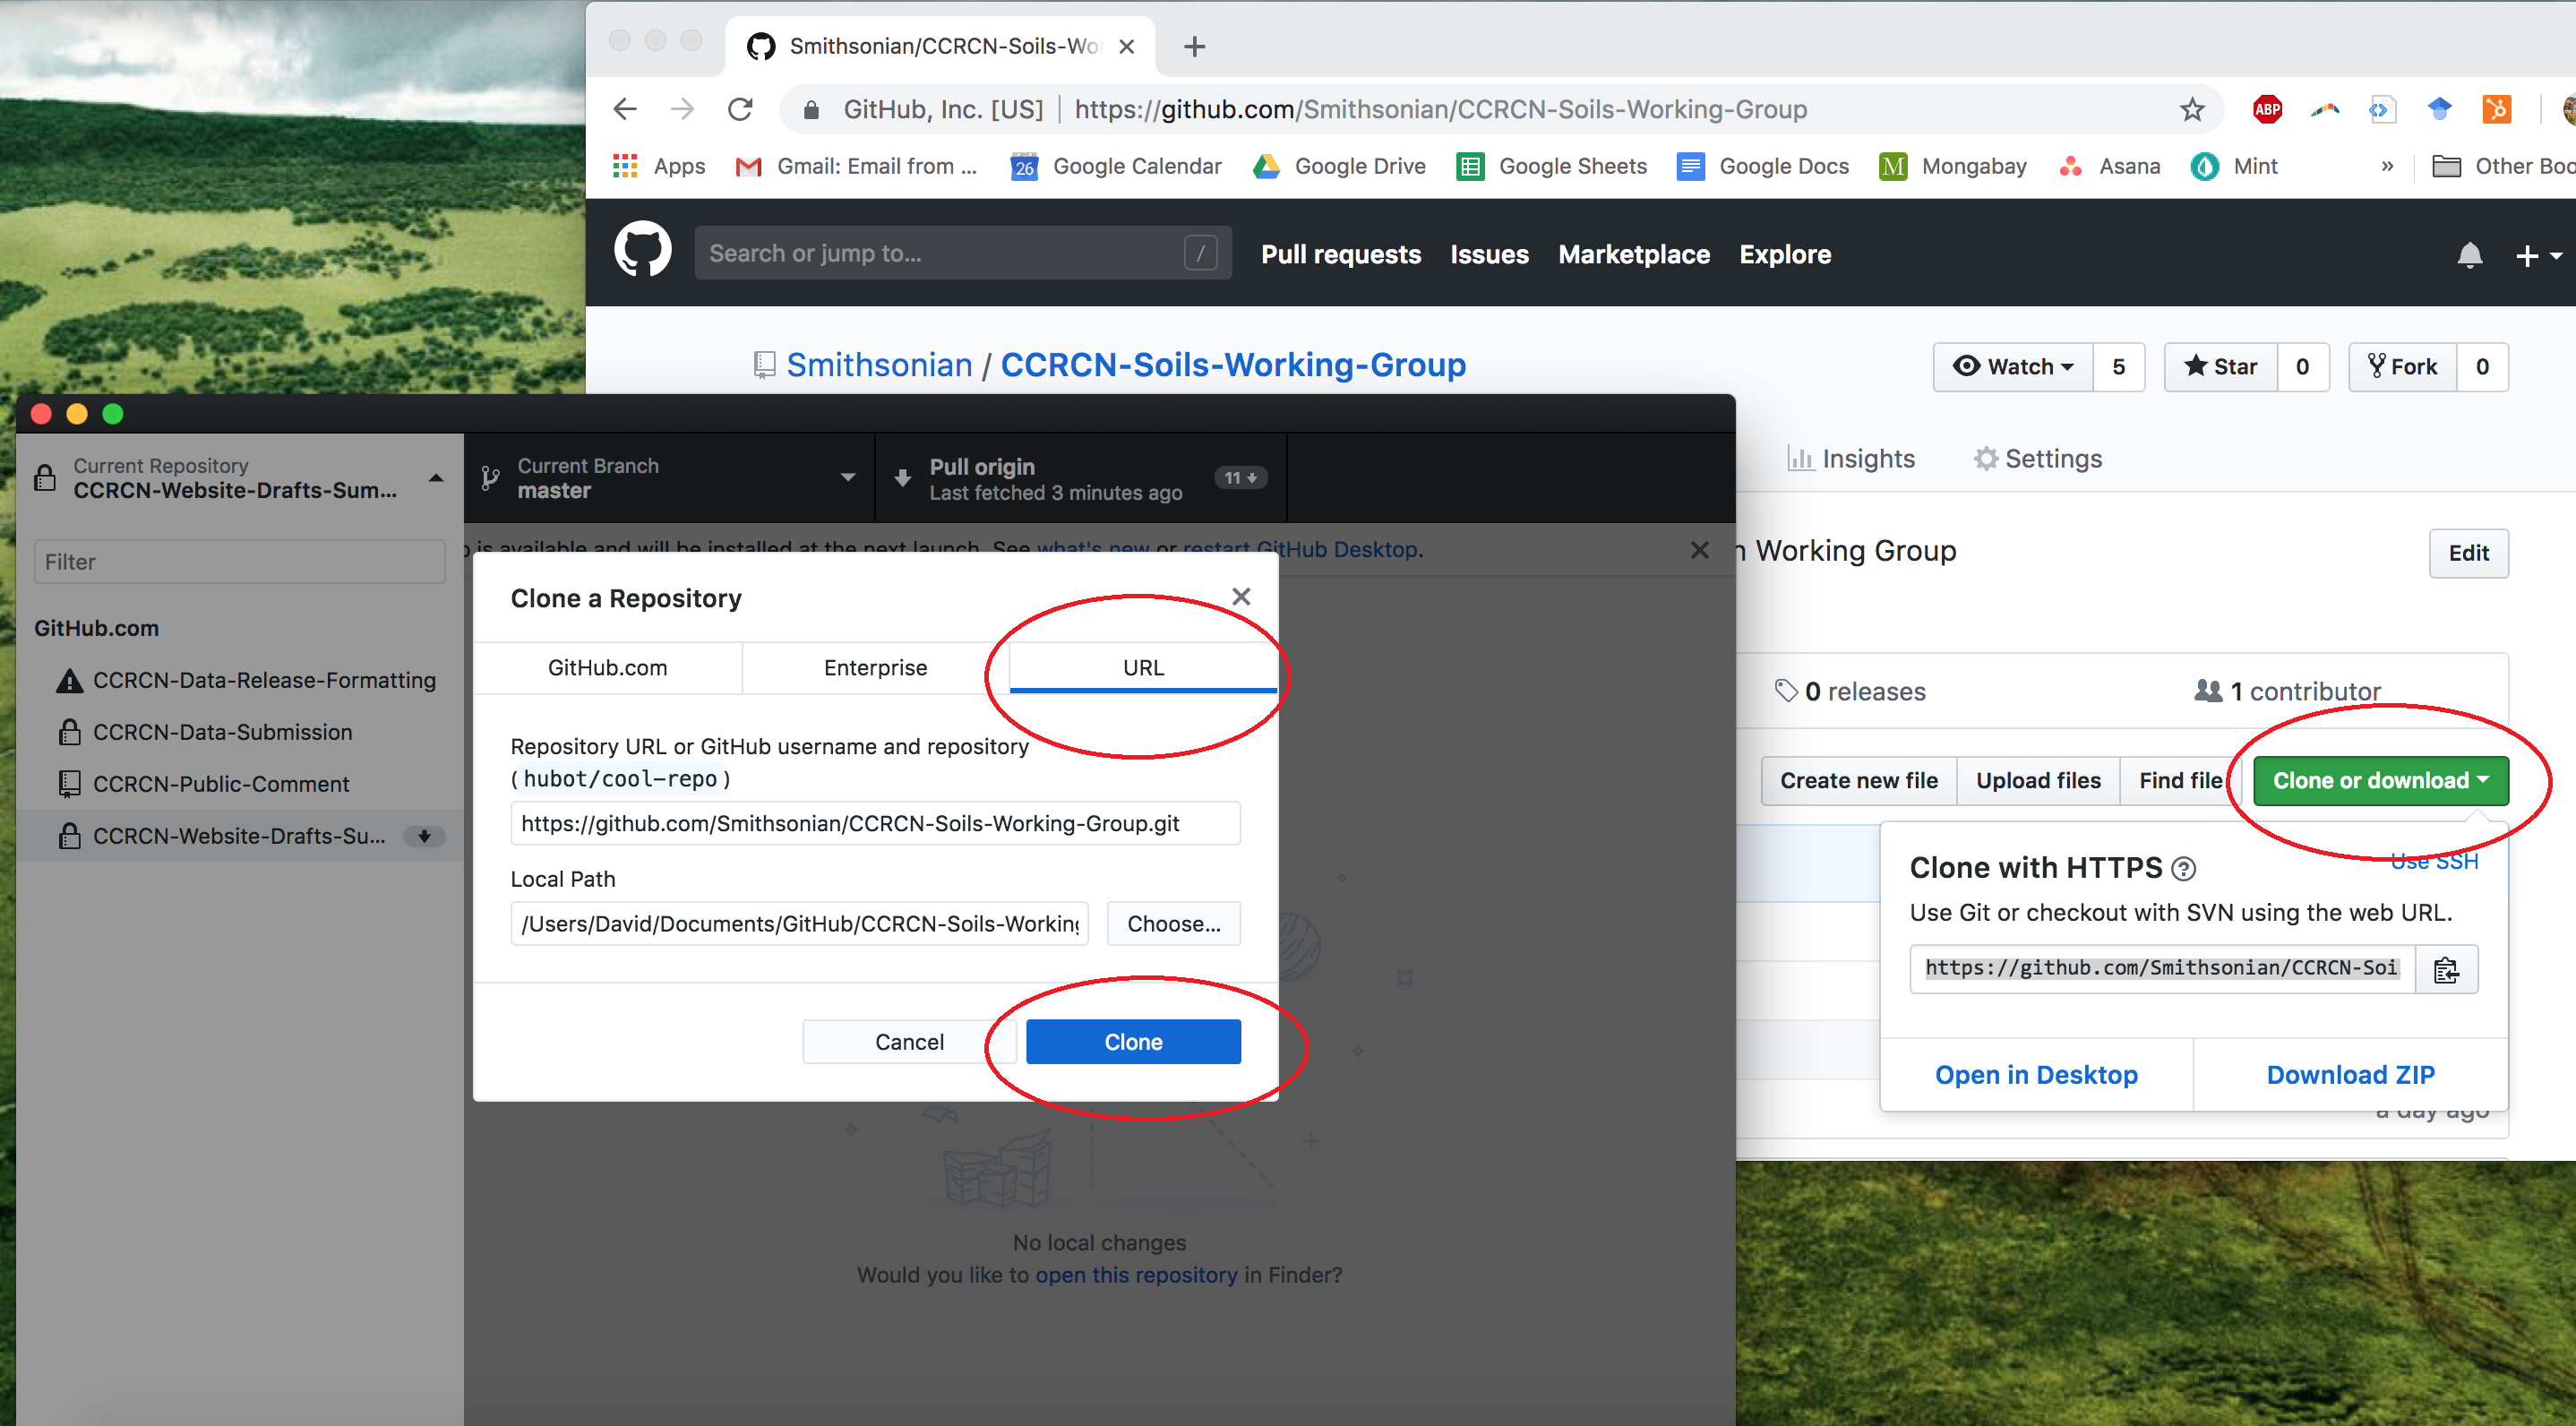 Smithsonian/CCRCN-Soils-Wo
GitHub, Inc. [US] https://github.com/Smithsonian/CCRCN-Soils-Working-Group
ABP
Apps Gmail: Email from ... 26 Google Calendar Google Drive Google Sheets Google Docs M Mongabay Asana Mint » Other Boo
Search or jump to... / Pull requests Issues Marketplace Explore
Smithsonian / CCRCN-Soils-Working-Group
Watch 5 Star 0 Fork 0
Insights Settings
Working Group
Edit
0 releases 1 contributor
Create new file Upload files Find file Clone or download
Clone with HTTPS Use SSH
Use Git or checkout with SVN using the web URL.
https://github.com/Smithsonian/CCRCN-Soi
Open in Desktop Download ZIP
a day ago
Current Repository
CCRCN-Website-Drafts-Sum...
Current Branch
master
Pull origin
Last fetched 3 minutes ago
11
is available and will be installed at the next launch. See what's new or restart GitHub Desktop.
Filter
GitHub.com
CCRCN-Data-Release-Formatting
CCRCN-Data-Submission
CCRCN-Public-Comment
CCRCN-Website-Drafts-Su...
Clone a Repository
GitHub.com Enterprise URL
Repository URL or GitHub username and repository
(hubot/cool-repo)
https://github.com/Smithsonian/CCRCN-Soils-Working-Group.git
Local Path
/Users/David/Documents/GitHub/CCRCN-Soils-Working
Choose...
Cancel Clone
No local changes
Would you like to open this repository in Finder?